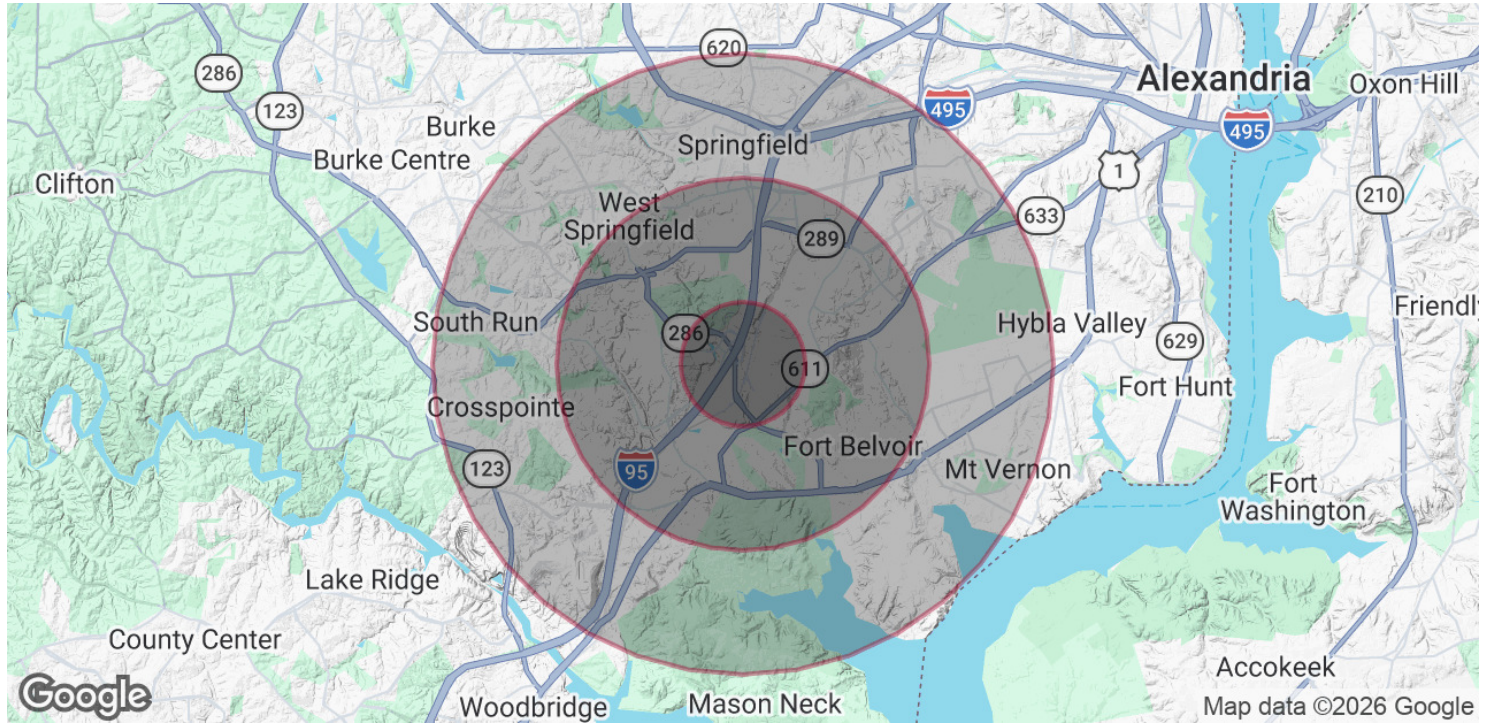 620
286
Alexandria
Oxon Hill
123
495
Burke
495
Springfield
Burke Centre
1
Clifton
210
West
Springfield
633
289
Friendly
South Run
286
Hybla Valley
629
611
Fort Hunt
Crosspointe
Fort Belvoir
123
95
Mt Vernon
Fort
Washington
Lake Ridge
County Center
Accokeek
Google
Woodbridge
Mason Neck
Map data ©2026 Google